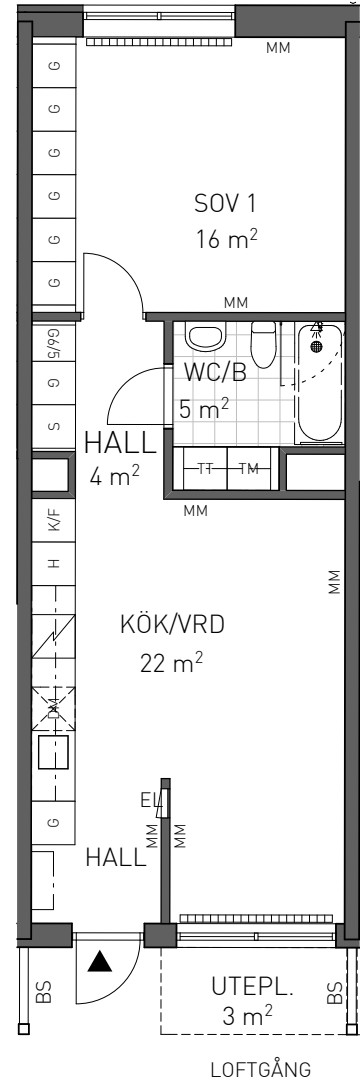 MM
G
G
G
G
G
G
SOV 1
16 m²
MM
G6/5
G
S
WC/B
5 m²
HALL
4 m²
TT
TM
K/F
MM
H
MM
KÖK/VRD
22 m²
DM
G
EL
MM
MM
HALL
BS
UTEPL.
3 m²
BS
LOFTGÅNG